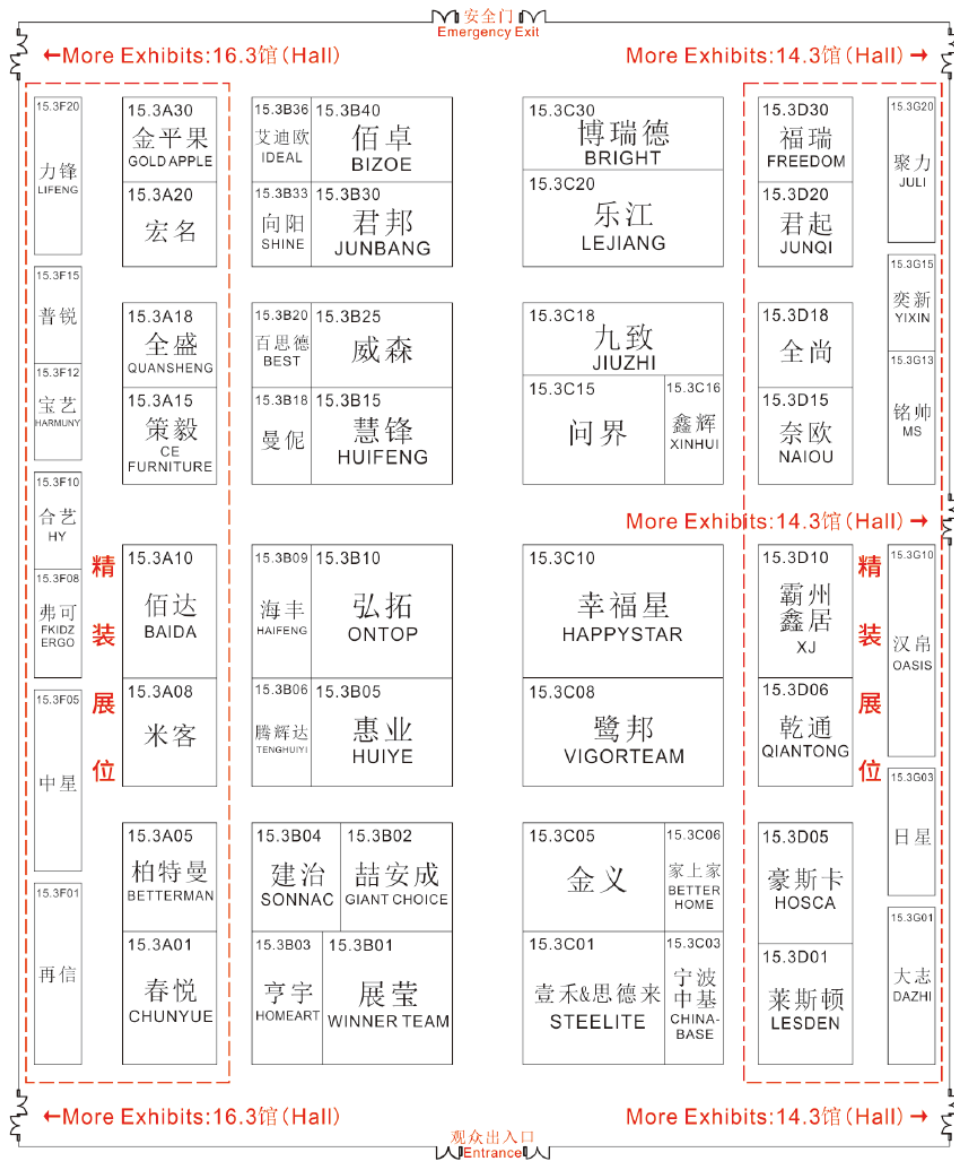 安全门
Emergency Exit
←More Exhibits:16.3馆(Hall)
More Exhibits:14.3馆(Hall)→
15.3F20
力锋
LIFENG
15.3F15
普锐
15.3F12
宝艺
HARMUNY
15.3F10
合艺
HY
15.3F08
弗可
FKIDZ
ERGO
15.3F05
中星
15.3F01
再信
精
装
展
位
15.3A30
金平果
GOLD APPLE
15.3A20
宏名
15.3A18
全盛
QUANSHENG
15.3A15
策毅
CE
FURNITURE
15.3A10
佰达
BAIDA
15.3A08
米客
15.3A05
柏特曼
BETTERMAN
15.3A01
春悦
CHUNYUE
15.3B36
艾迪欧
IDEAL
15.3B40
佰卓
BIZOE
15.3B33
向阳
SHINE
15.3B30
君邦
JUNBANG
15.3B20
百思德
BEST
15.3B25
威森
15.3B18
曼伲
15.3B15
慧锋
HUIFENG
15.3B09
海丰
HAIFENG
15.3B10
弘拓
ONTOP
15.3B06
腾辉达
TENGHUIYI
15.3B05
惠业
HUIYE
15.3B04
建治
SONNAC
15.3B02
喆安成
GIANT CHOICE
15.3B03
亨宇
HOMEART
15.3B01
展莹
WINNER TEAM
15.3C30
博瑞德
BRIGHT
15.3C20
乐江
LEJIANG
15.3C18
九致
JIUZHI
15.3C15
问界
15.3C16
鑫辉
XINHUI
More Exhibits:14.3馆(Hall)→
15.3C10
幸福星
HAPPYSTAR
15.3C08
鹭邦
VIGORTEAM
15.3C05
金义
15.3C06
家上家
BETTER
HOME
15.3C01
壹禾&思德来
STEELITE
15.3C03
宁波
中基
CHINA-
BASE
15.3D30
福瑞
FREEDOM
15.3D20
君起
JUNQI
15.3D18
全尚
15.3D15
奈欧
NAIOU
15.3D10
霸州
鑫居
XJ
15.3D06
乾通
QIANTONG
15.3D05
豪斯卡
HOSCA
15.3D01
莱斯顿
LESDEN
精
装
展
位
15.3G20
聚力
JULI
15.3G15
奕新
YIXIN
15.3G13
铭帅
MS
15.3G10
汉帛
OASIS
15.3G03
日星
15.3G01
大志
DAZHI
←More Exhibits:16.3馆(Hall)
More Exhibits:14.3馆(Hall)→
观众出入口
Entrance